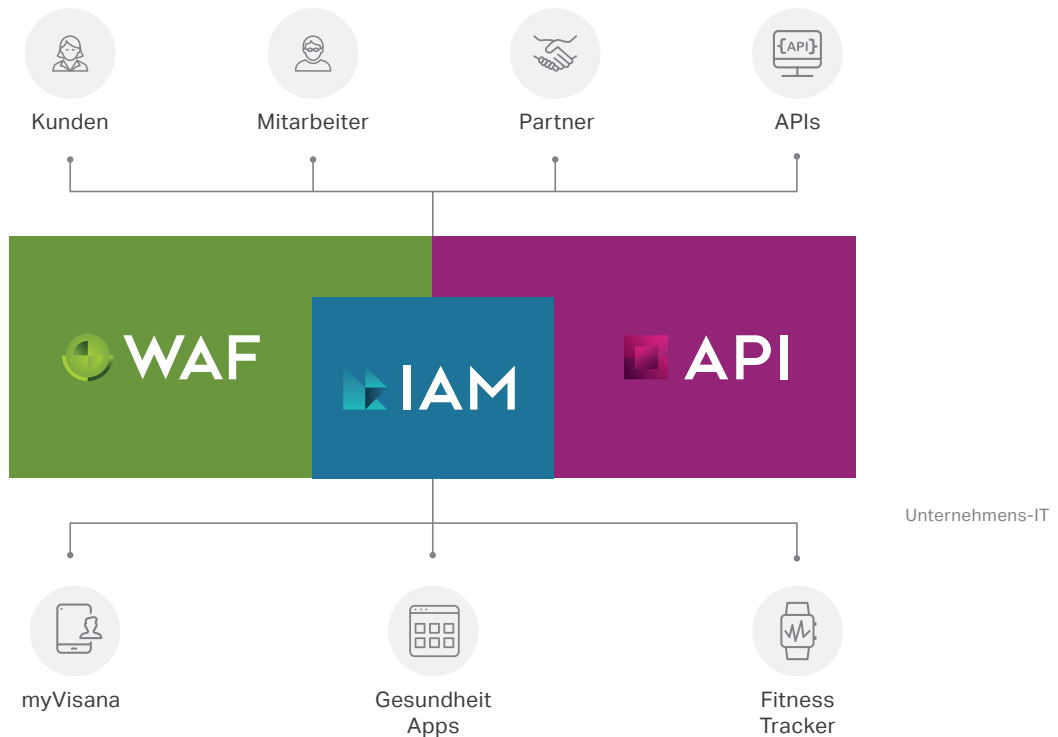 {API}
Kunden
Mitarbeiter
Partner
APIs
WAF
IAM
API
Unternehmens-IT
myVisana
Gesundheit
Apps
Fitness
Tracker